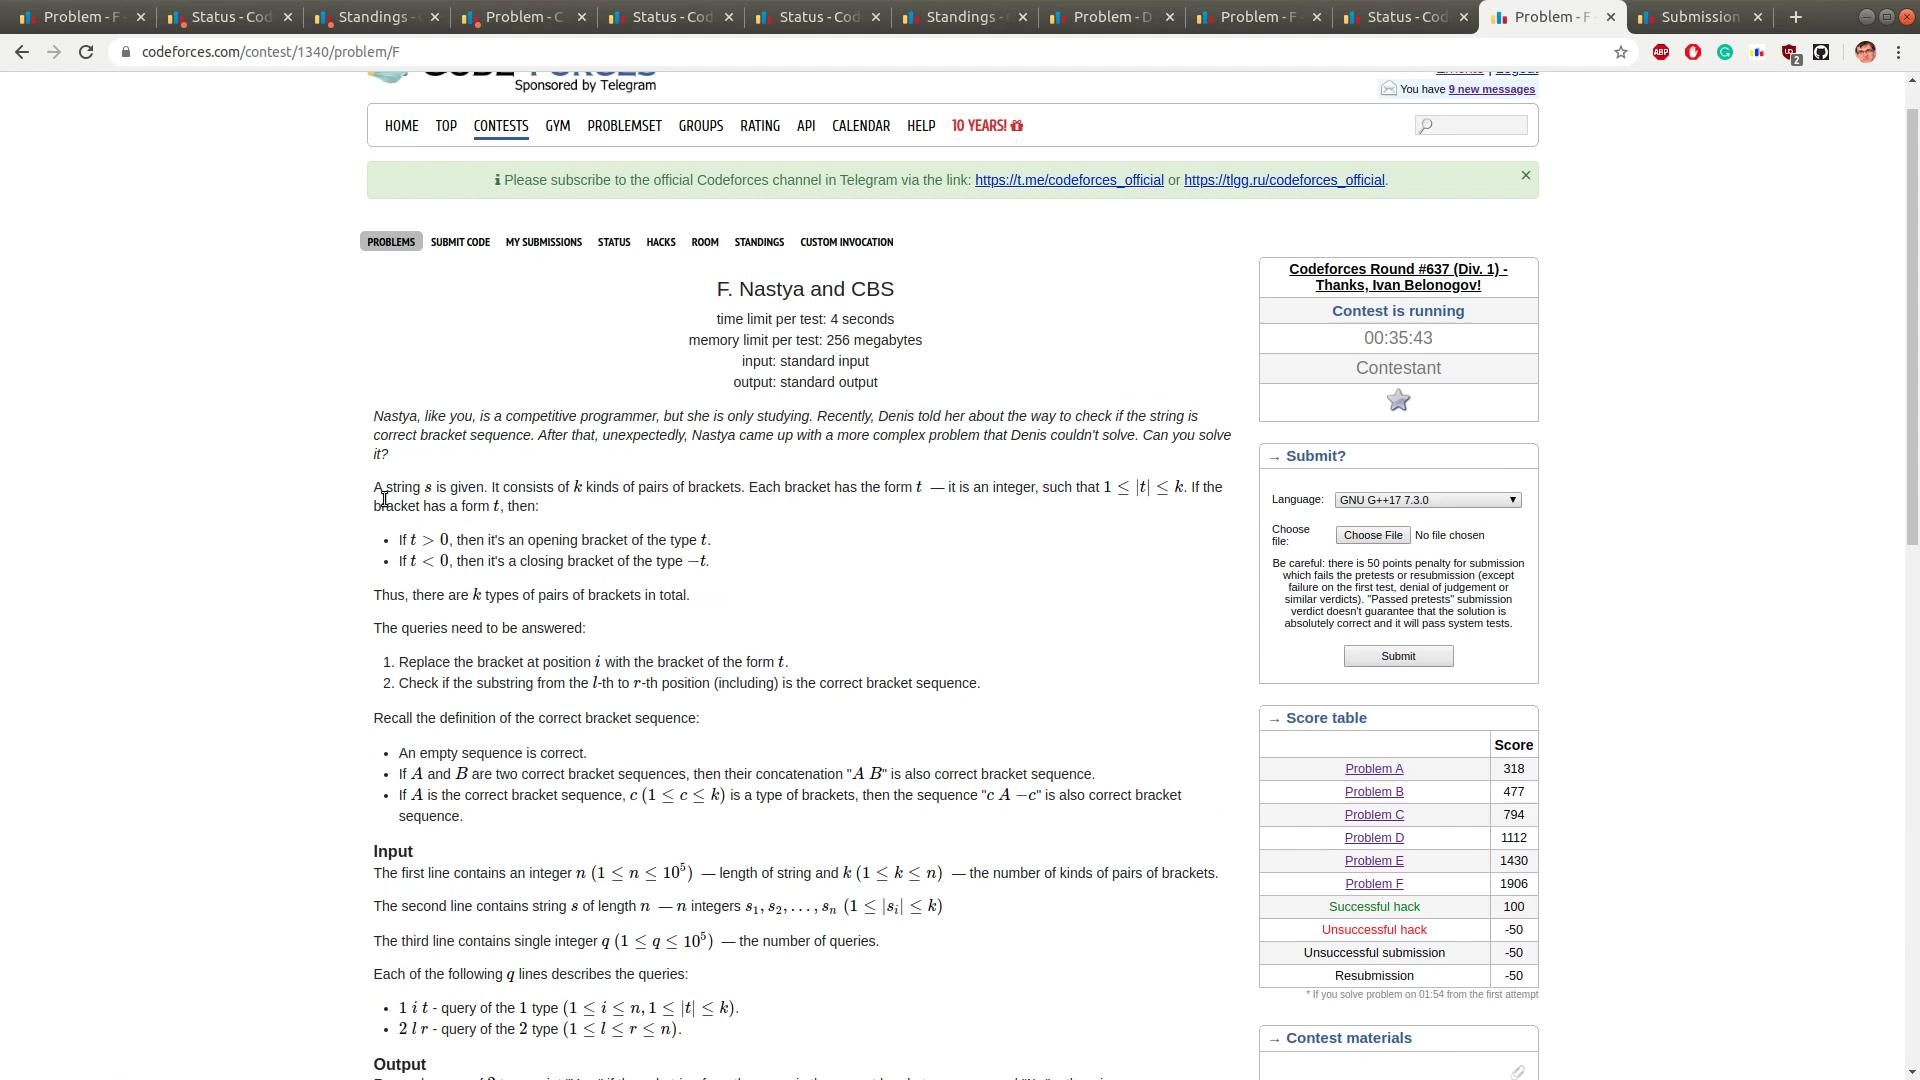 Problem - F
Status - Cod
Standings -
Problem - C
Status - Cod
Status - Cod
Standings -
Problem - D
Problem - F
Status - Cod
Problem - F
Submission
codeforces.com/contest/1340/problem/F
ABP
2
Sponsored by Telegram
You have 9 new messages
HOME TOP CONTESTS GYM PROBLEMSET GROUPS RATING API CALENDAR HELP 10 YEARS!
Please subscribe to the official Codeforces channel in Telegram via the link: https://t.me/codeforces_official or https://tlgg.ru/codeforces_official.
PROBLEMS SUBMIT CODE MY SUBMISSIONS STATUS HACKS ROOM STANDINGS CUSTOM INVOCATION
F. Nastya and CBS
time limit per test: 4 seconds
memory limit per test: 256 megabytes
input: standard input
output: standard output
Nastya, like you, is a competitive programmer, but she is only studying. Recently, Denis told her about the way to check if the string is
correct bracket sequence. After that, unexpectedly, Nastya came up with a more complex problem that Denis couldn't solve. Can you solve
it?
A string s is given. It consists of k kinds of pairs of brackets. Each bracket has the form t — it is an integer, such that 1 ≤ |t| ≤ k. If the
bracket has a form t, then:
• If t > 0, then it's an opening bracket of the type t.
• If t < 0, then it's a closing bracket of the type −t.
Thus, there are k types of pairs of brackets in total.
The queries need to be answered:
1. Replace the bracket at position i with the bracket of the form t.
2. Check if the substring from the l-th to r-th position (including) is the correct bracket sequence.
Recall the definition of the correct bracket sequence:
• An empty sequence is correct.
• If A and B are two correct bracket sequences, then their concatenation "A B" is also correct bracket sequence.
• If A is the correct bracket sequence, c (1 ≤ c ≤ k) is a type of brackets, then the sequence "c A −c" is also correct bracket
sequence.
Input
The first line contains an integer n (1 ≤ n ≤ 10⁵) — length of string and k (1 ≤ k ≤ n) — the number of kinds of pairs of brackets.
The second line contains string s of length n — n integers s₁, s₂, . . . , sₙ (1 ≤ |sᵢ| ≤ k)
The third line contains single integer q (1 ≤ q ≤ 10⁵) — the number of queries.
Each of the following q lines describes the queries:
• 1 i t - query of the 1 type (1 ≤ i ≤ n, 1 ≤ |t| ≤ k).
• 2 l r - query of the 2 type (1 ≤ l ≤ r ≤ n).
Output
Codeforces Round #637 (Div. 1) -
Thanks, Ivan Belonogov!
Contest is running
00:35:43
Contestant
→ Submit?
Language: GNU G++17 7.3.0
Choose
file: Choose File No file chosen
Be careful: there is 50 points penalty for submission
which fails the pretests or resubmission (except
failure on the first test, denial of judgement or
similar verdicts). "Passed pretests" submission
verdict doesn't guarantee that the solution is
absolutely correct and it will pass system tests.
Submit
→ Score table
Score
Problem A 318
Problem B 477
Problem C 794
Problem D 1112
Problem E 1430
Problem F 1906
Successful hack 100
Unsuccessful hack -50
Unsuccessful submission -50
Resubmission -50
* If you solve problem on 01:54 from the first attempt
→ Contest materials